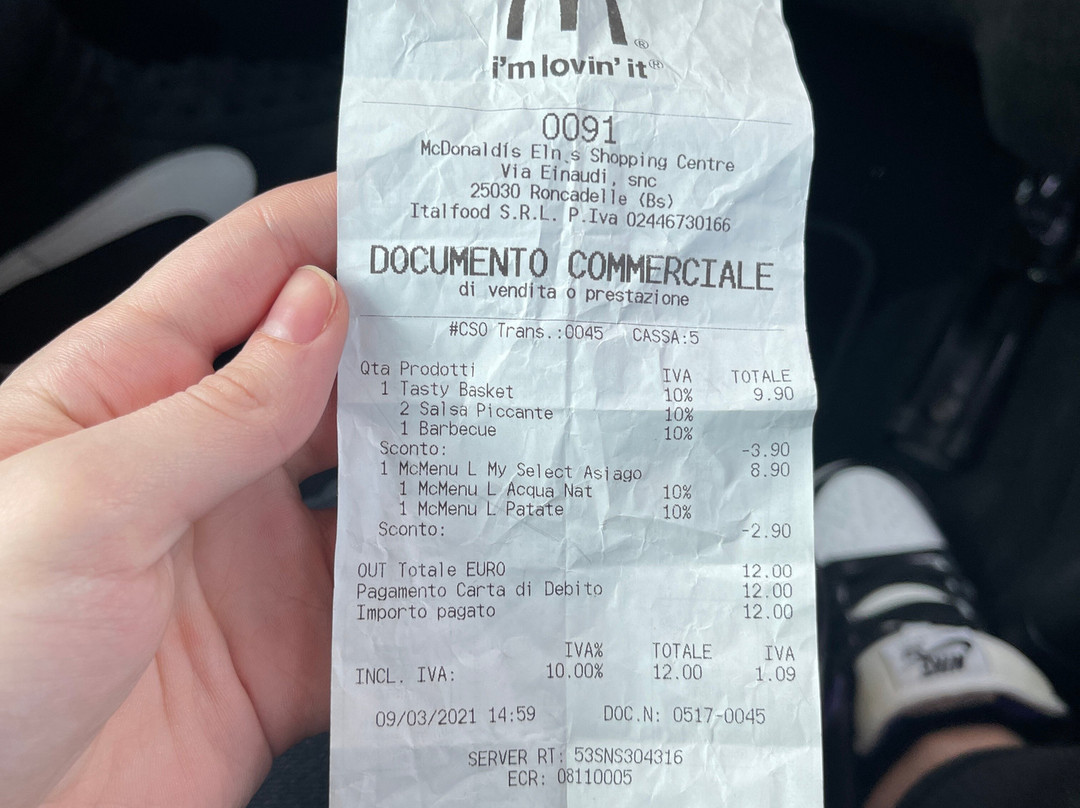 i'm lovin' it®
0091
McDonaldís Eln.s Shopping Centre
Via Einaudi, snc
25030 Roncadelle (Bs)
Italfood S.R.L. P.Iva 02446730166
DOCUMENTO COMMERCIALE
di vendita o prestazione
#CSO Trans.:0045 CASSA:5
Qta Prodotti IVA TOTALE
1 Tasty Basket 10% 9.90
2 Salsa Piccante 10%
1 Barbecue 10%
Sconto: -3.90
1 McMenu L My Select Asiago 8.90
1 McMenu L Acqua Nat 10%
1 McMenu L Patate 10%
Sconto: -2.90
OUT Totale EURO 12.00
Pagamento Carta di Debito 12.00
Importo pagato 12.00
IVA% TOTALE IVA
INCL. IVA: 10.00% 12.00 1.09
09/03/2021 14:59 DOC.N: 0517-0045
SERVER RT: 53SNS304316
ECR: 08110005